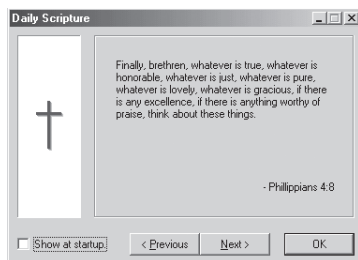 Daily Scripture
Finally, brethren, whatever is true, whatever is
honorable, whatever is just, whatever is pure,
whatever is lovely, whatever is gracious, if there
is any excellence, if there is anything worthy of
praise, think about these things.
- Phillippians 4:8
Show at startup.
< Previous
Next >
OK